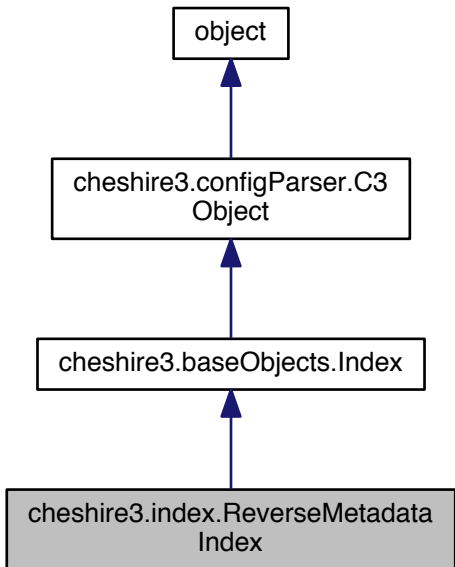 object
cheshire3.configParser.C3
Object
cheshire3.baseObjects.Index
cheshire3.index.ReverseMetadata
Index